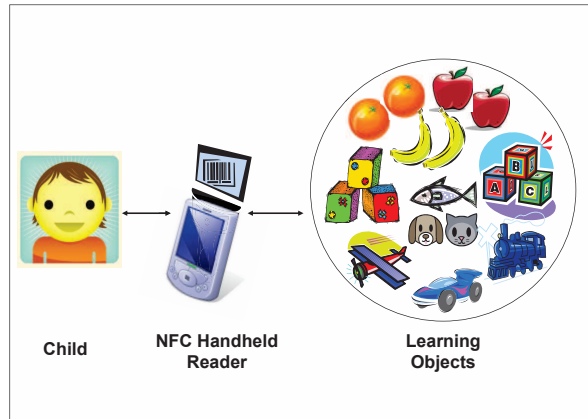 B
A C
Child
NFC Handheld
Reader
Learning
Objects